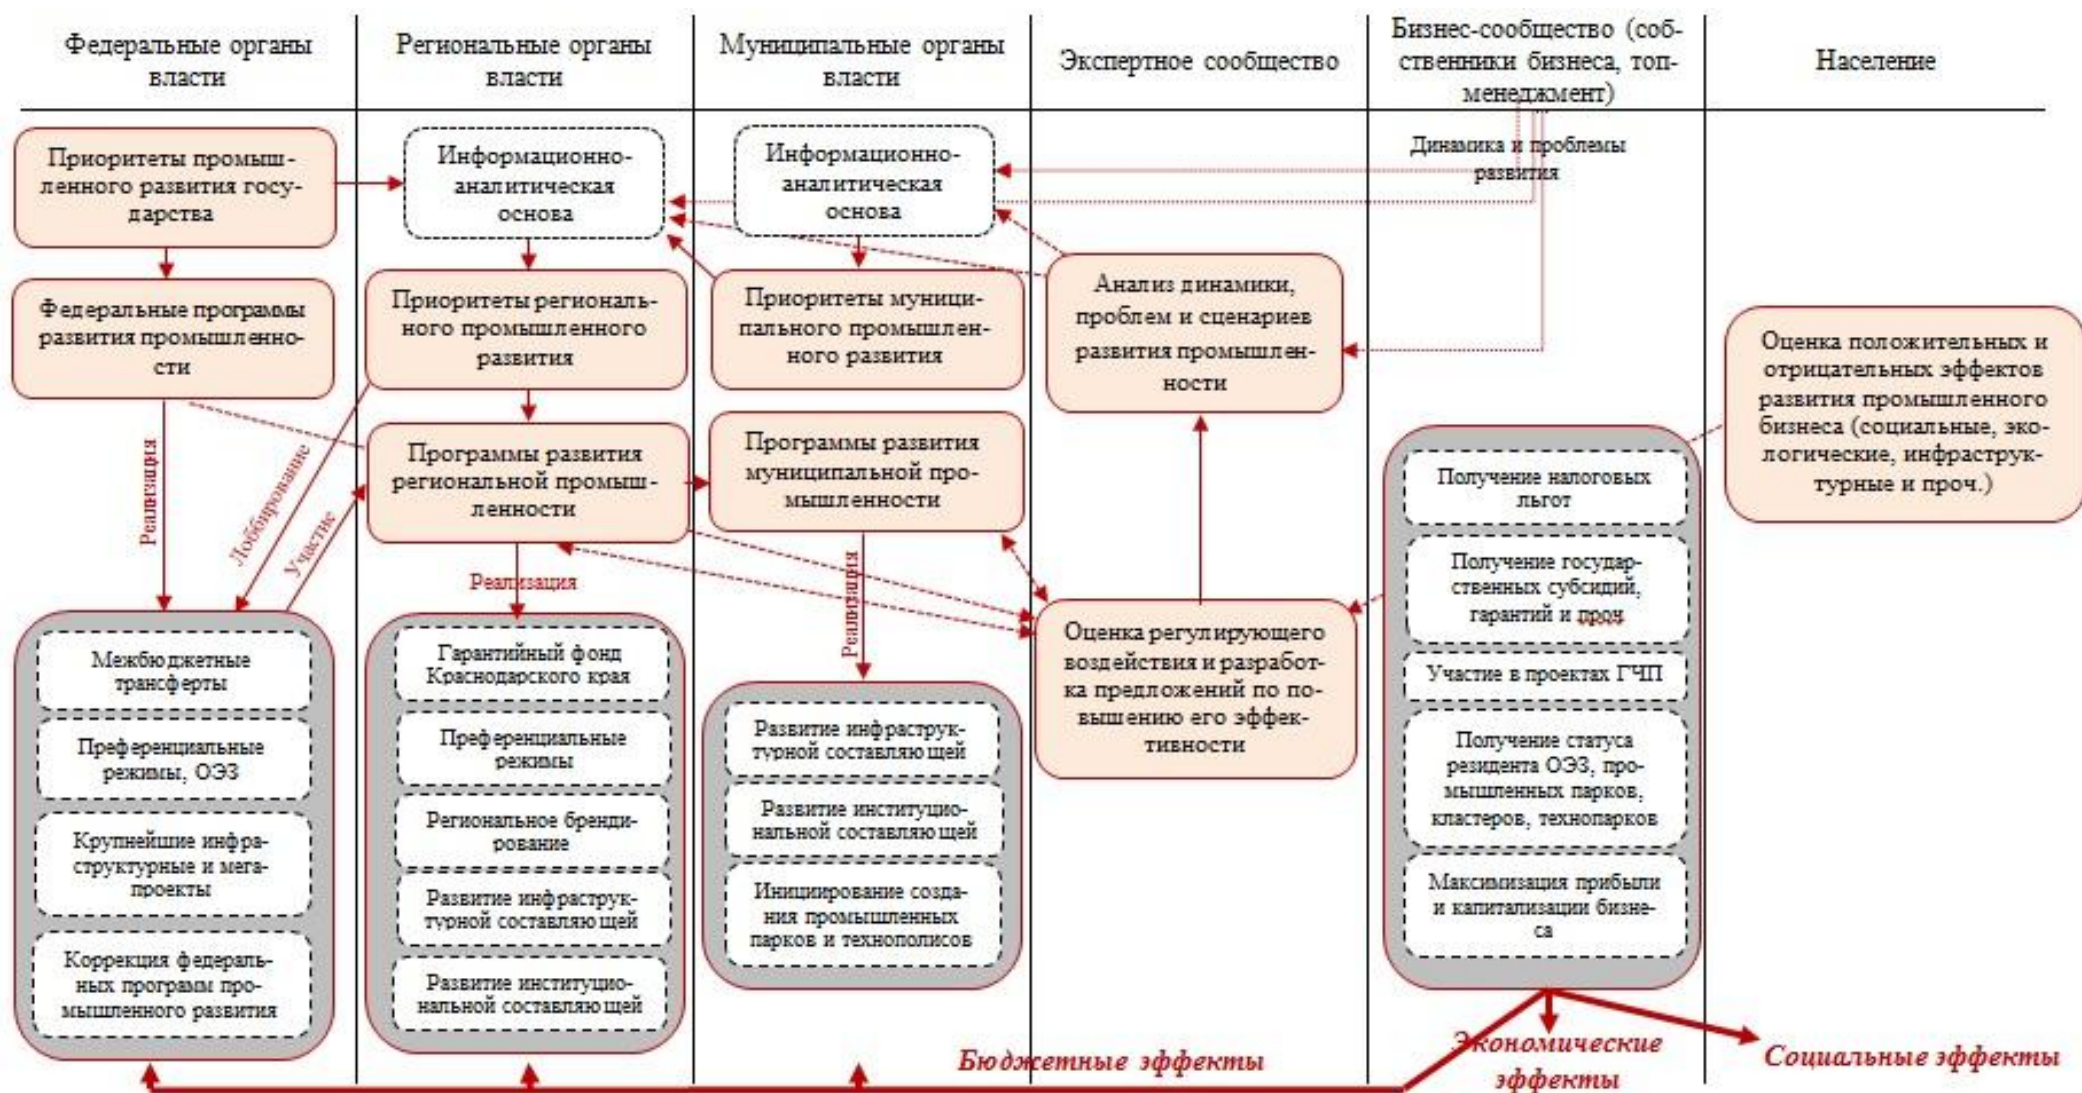 Федеральные органы
власти
Региональные органы
власти
Муниципальные органы
власти
Экспертное сообщество
Бизнес-сообщество (соб-
ственники бизнеса, топ-
менеджмент)
Население
Приоритеты промыш-
ленного развития госу-
дарства
Федеральные программы
развития промышленно-
сти
Реализация
Лоббирование
Участие
Межбюджетные
трансферты
Преференциальные
режимы, ОЭЗ
Крупнейшие инфра-
структурные и мега-
проекты
Коррекция федераль-
ных программ про-
мышленного развития
Информационно-
аналитическая
основа
Приоритеты региональ-
ного промышленного
развития
Программы развития
региональной промыш-
ленности
Реализация
Гарантийный фонд
Краснодарского края
Преференциальные
режимы
Региональное бренди-
рование
Развитие инфраструк-
турной составляющей
Развитие институцио-
нальной составляющей
Информационно-
аналитическая
основа
Приоритеты муници-
пального промышлен-
ного развития
Программы развития
муниципальной про-
мышленности
Реализация
Развитие инфраструк-
турной составляющей
Развитие институцио-
нальной составляющей
Инициирование созда-
ния промышленных
парков и технополисов
Анализ динамики,
проблем и сценариев
развития промышлен-
ности
Оценка регулирующего
воздействия и разработ-
ка предложений по по-
вышению его эффек-
тивности
Динамика и проблемы
развития
Получение налоговых
льгот
Получение государ-
ственных субсидий,
гарантий и проч
Участие в проектах ГЧП
Получение статуса
резидента ОЭЗ, про-
мышленных парков,
кластеров, технопарков
Максимизация прибыли
и капитализации бизне-
са
Оценка положительных и
отрицательных эффектов
развития промышленного
бизнеса (социальные, эко-
логические, инфраструк-
турные и проч.)
Бюджетные эффекты
Экономические
эффекты
Социальные эффекты